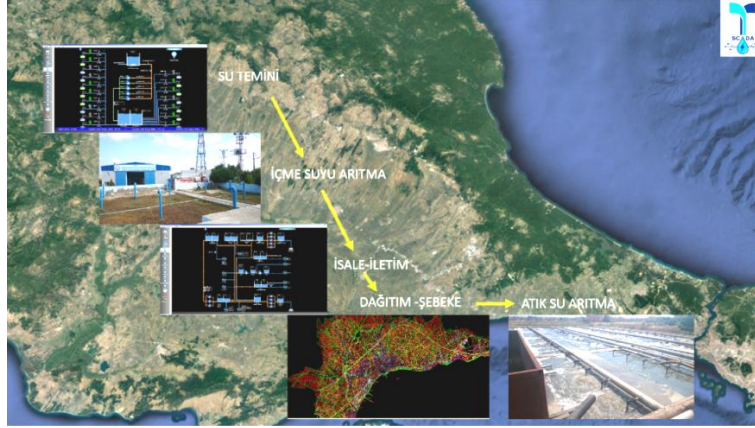 SCADA
SU TEMİNİ
İÇME SUYU ARITMA
İSALE-İLETİM
DAĞITIM -ŞEBEKE
ATIK SU ARITMA